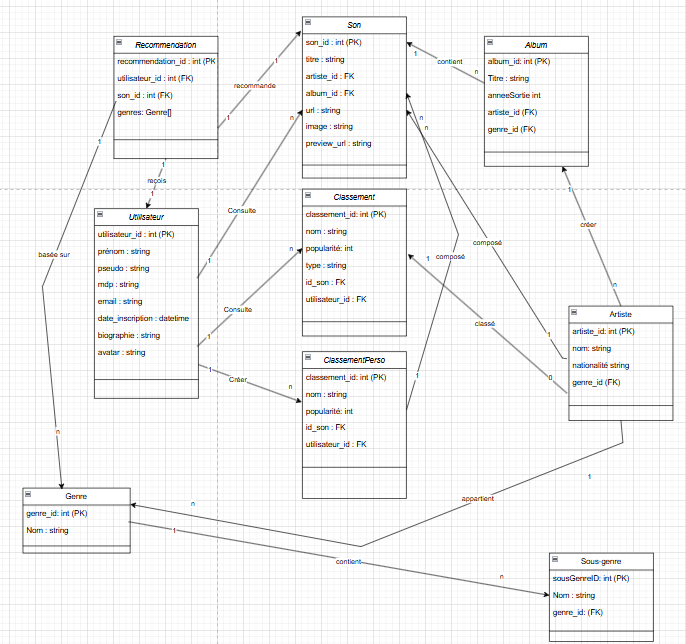 Recommendation
recommendation_id : int (PK
utilisateur_id : int (FK)
son_id : int (FK)
genres: Genre[]
Son
son_id : int (PK)
titre : string
artiste_id : FK
album_id : FK
url : string
image : string
preview_url : string
Album
album_id: int (PK)
Titre : string
anneeSortie int
artiste_id (FK)
genre_id (FK)
1
recommande
1
1
contient
n
1
1
reçois
1
n
n
n
Utilisateur
utilisateur_id : int (PK)
prénom : string
pseudo : string
mdp : string
email : string
date_inscription : datetime
biographie : string
avatar : string
Consulte
1
Classement
classement_id: int (PK)
nom : string
popularité: int
type : string
id_son : FK
utilisateur_id : FK
1
créer
n
basée sur
n
Consulte
1
composé
composé
1
1
classé
n
Artiste
artiste_id: int (PK)
nom: string
nationalité string
genre_id (FK)
1
Créer
n
ClassementPerso
classement_id: int (PK)
nom : string
popularité: int
id_son : FK
utilisateur_id : FK
1
n
Genre
genre_id: int (PK)
Nom : string
n
appartient
1
1
contient
n
Sous-genre
sousGenreID: int (PK)
Nom : string
genre_id: (FK)